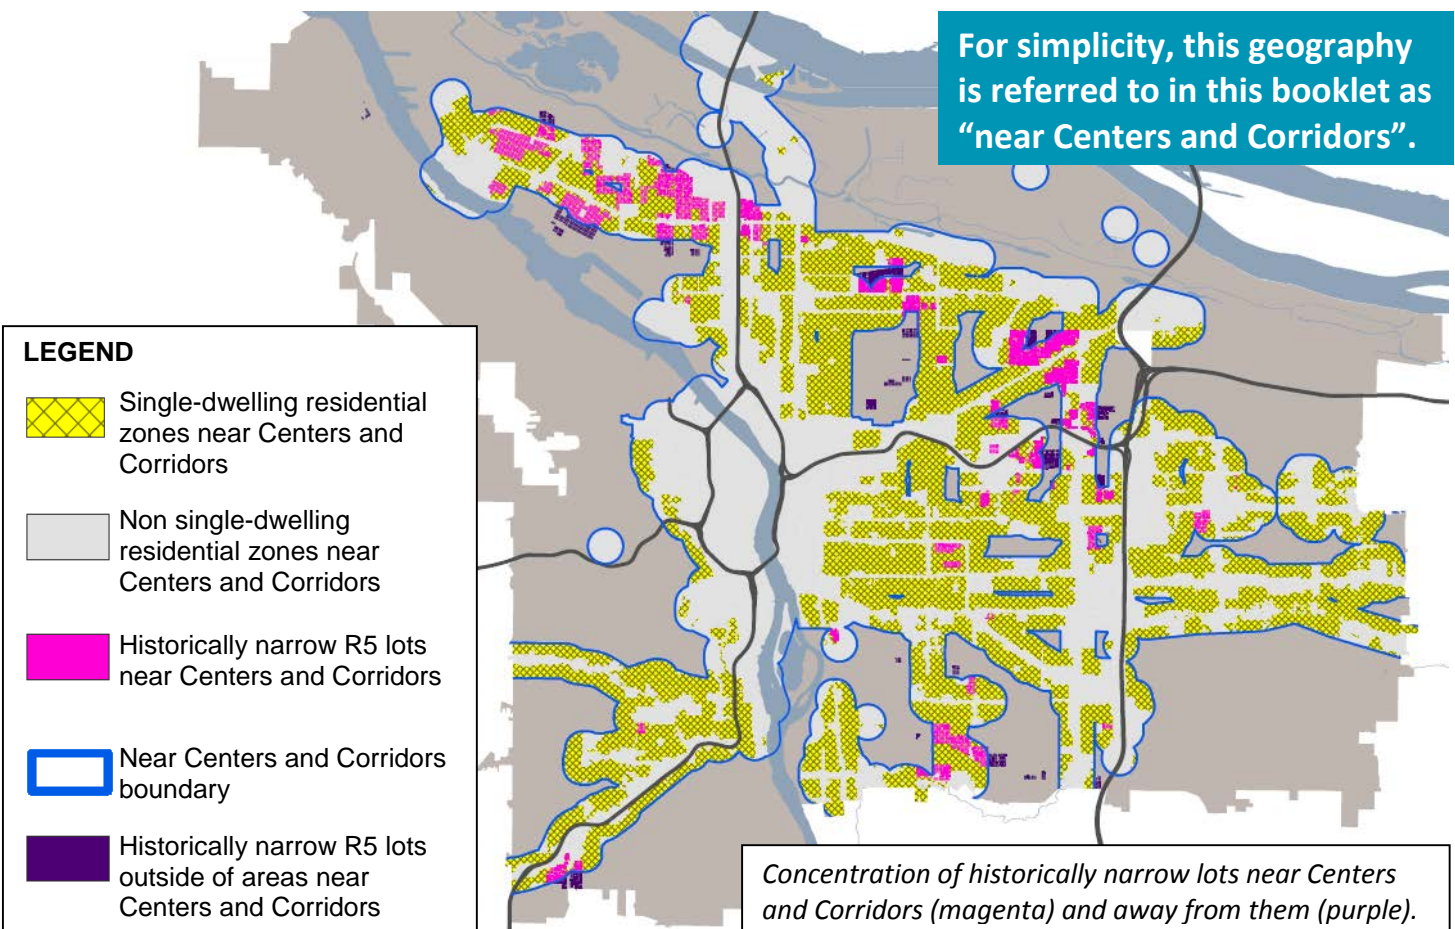 For simplicity, this geography
is referred to in this booklet as
“near Centers and Corridors”.
LEGEND
Single-dwelling residential
zones near Centers and
Corridors
Non single-dwelling
residential zones near
Centers and Corridors
Historically narrow R5 lots
near Centers and Corridors
Near Centers and Corridors
boundary
Historically narrow R5 lots
outside of areas near
Centers and Corridors
Concentration of historically narrow lots near Centers
and Corridors (magenta) and away from them (purple).